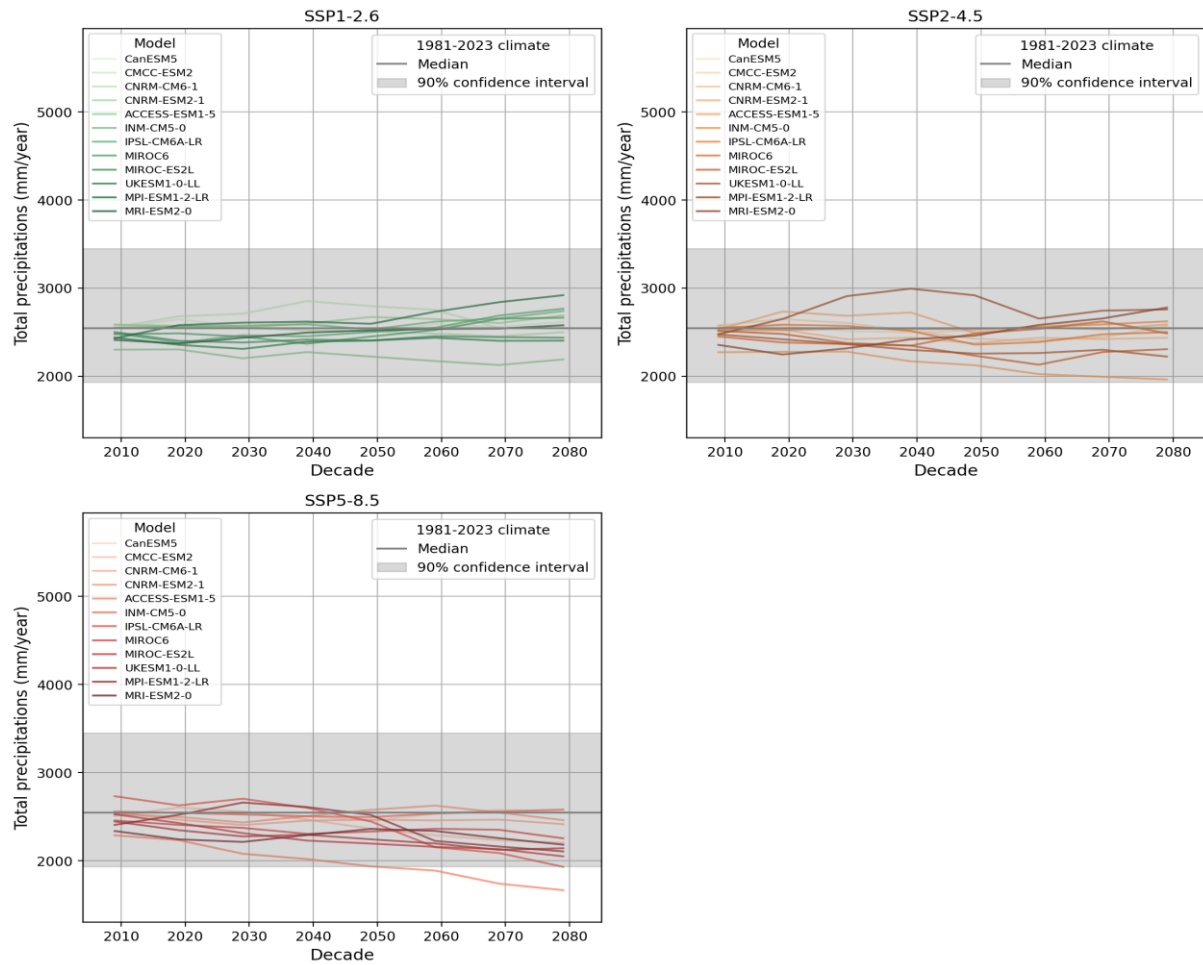 SSP1-2.6
Total precipitations (mm/year)
5000
4000
3000
2000
Model
CanESM5
CMCC-ESM2
CNRM-CM6-1
CNRM-ESM2-1
ACCESS-ESM1-5
INM-CM5-0
IPSL-CM6A-LR
MIROC6
MIROC-ES2L
UKESM1-0-LL
MPI-ESM1-2-LR
MRI-ESM2-0
1981-2023 climate
Median
90% confidence interval
2010 2020 2030 2040 2050 2060 2070 2080
Decade
SSP2-4.5
Total precipitations (mm/year)
5000
4000
3000
2000
Model
CanESM5
CMCC-ESM2
CNRM-CM6-1
CNRM-ESM2-1
ACCESS-ESM1-5
INM-CM5-0
IPSL-CM6A-LR
MIROC6
MIROC-ES2L
UKESM1-0-LL
MPI-ESM1-2-LR
MRI-ESM2-0
1981-2023 climate
Median
90% confidence interval
2010 2020 2030 2040 2050 2060 2070 2080
Decade
SSP5-8.5
Total precipitations (mm/year)
5000
4000
3000
2000
Model
CanESM5
CMCC-ESM2
CNRM-CM6-1
CNRM-ESM2-1
ACCESS-ESM1-5
INM-CM5-0
IPSL-CM6A-LR
MIROC6
MIROC-ES2L
UKESM1-0-LL
MPI-ESM1-2-LR
MRI-ESM2-0
1981-2023 climate
Median
90% confidence interval
2010 2020 2030 2040 2050 2060 2070 2080
Decade